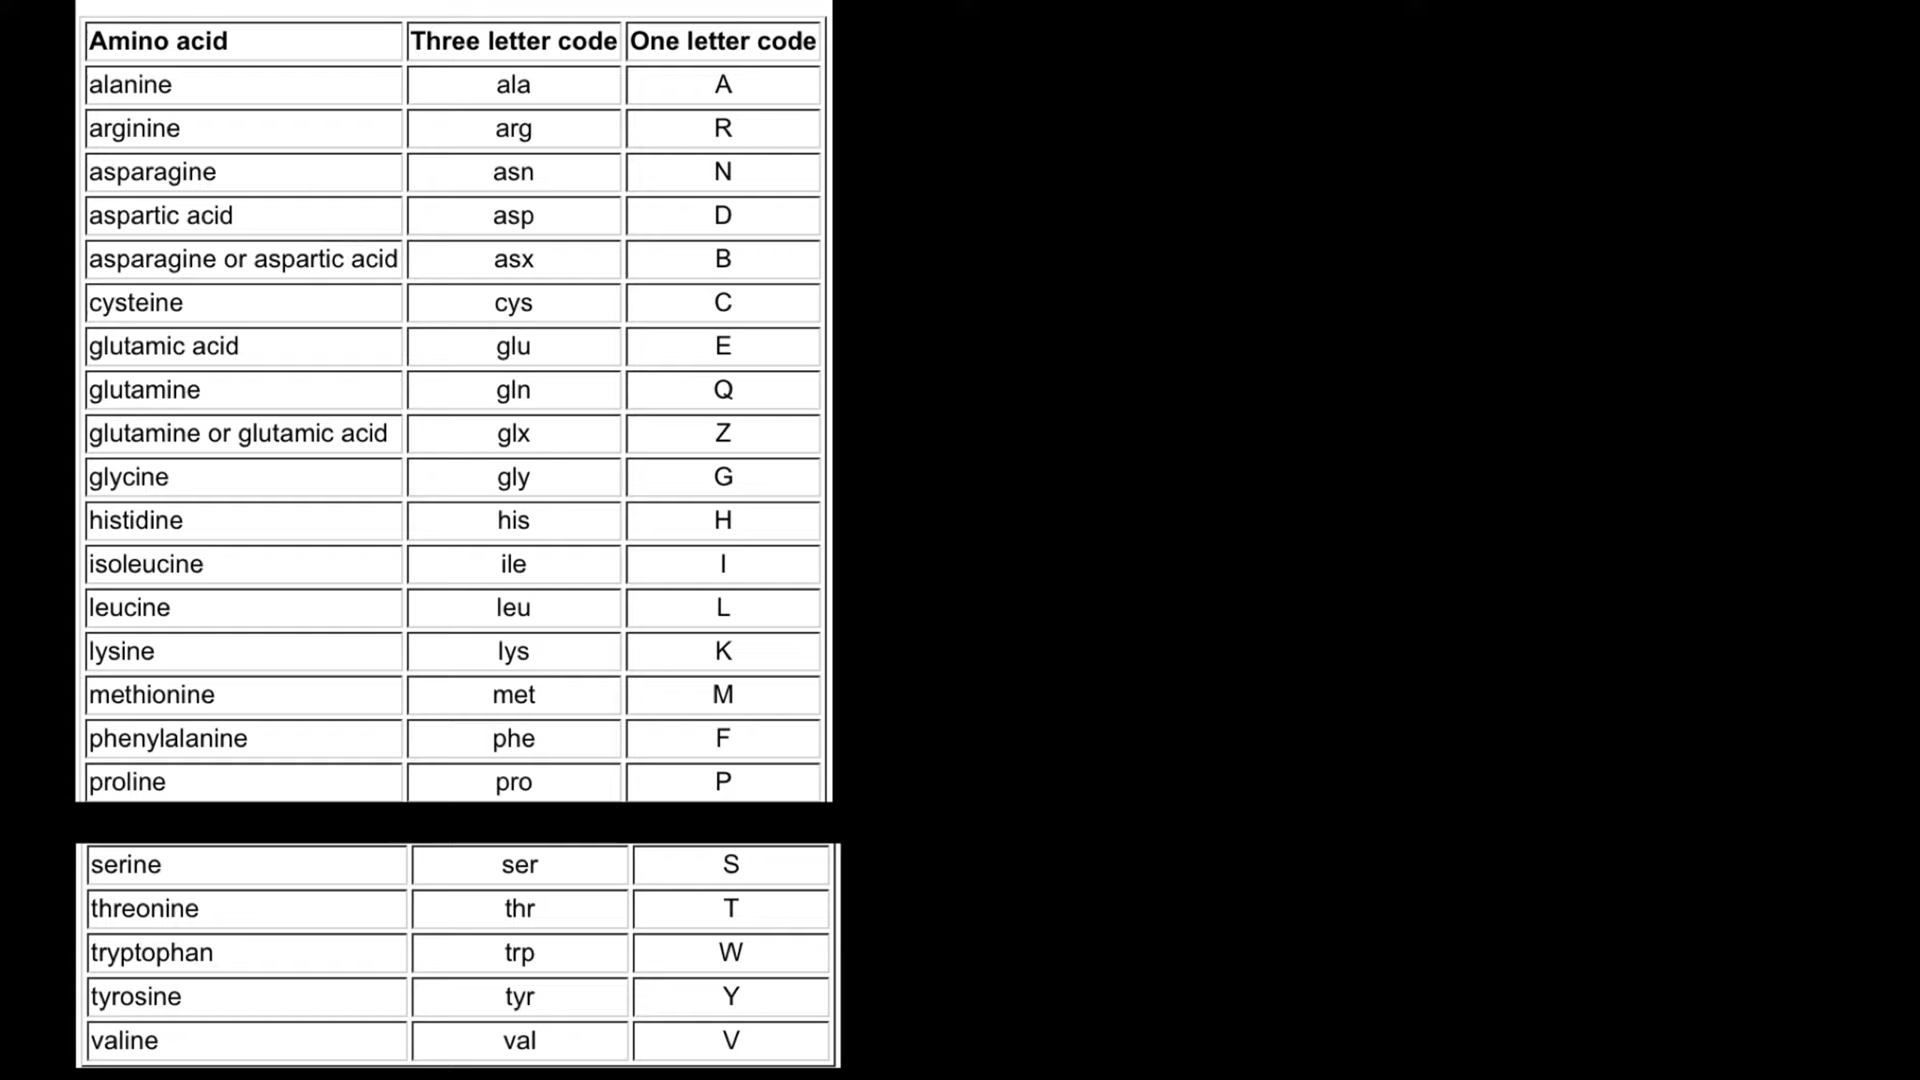 Amino acid Three letter code One letter code
alanine ala A
arginine arg R
asparagine asn N
aspartic acid asp D
asparagine or aspartic acid asx B
cysteine cys C
glutamic acid glu E
glutamine gln Q
glutamine or glutamic acid glx Z
glycine gly G
histidine his H
isoleucine ile I
leucine leu L
lysine lys K
methionine met M
phenylalanine phe F
proline pro P
serine ser S
threonine thr T
tryptophan trp W
tyrosine tyr Y
valine val V